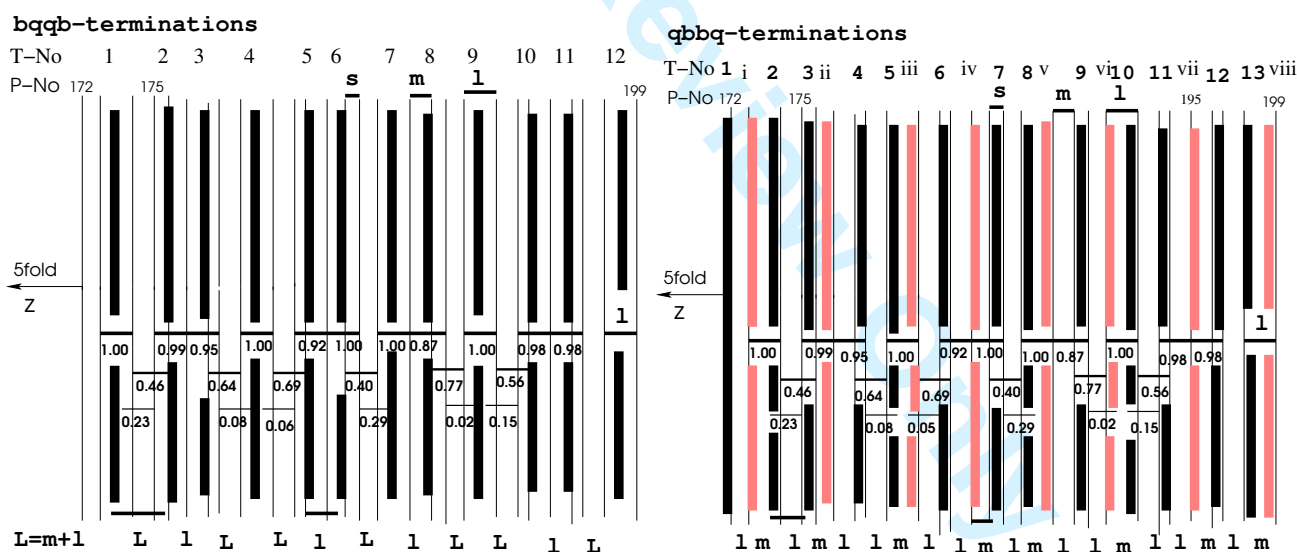 bqqb-terminations
T-No 1 2 3 4 5 6 7 8 9 10 11 12
s m l
P-No 172 175 199
5fold
Z
l
1.00 0.99 0.95 1.00 0.92 1.00 1.00 0.87 1.00 0.98 0.98
0.46 0.64 0.69 0.40 0.77 0.56
0.23 0.08 0.06 0.29 0.02 0.15
L=m+l L l L L l L l L L l L
qbbq-terminations
T-No 1 i 2 3 ii 4 5 iii 6 iv 7 8 v 9 vi 10 11 vii 12 13 viii
s m l
P-No 172 175 195 199
5fold
Z
l
1.00 0.99 0.95 1.00 0.92 1.00 1.00 0.87 1.00 0.98 0.98
0.46 0.64 0.69 0.40 0.77 0.56
0.23 0.08 0.05 0.29 0.02 0.15
l m l m l l l m l m l m l l m l m
eview only